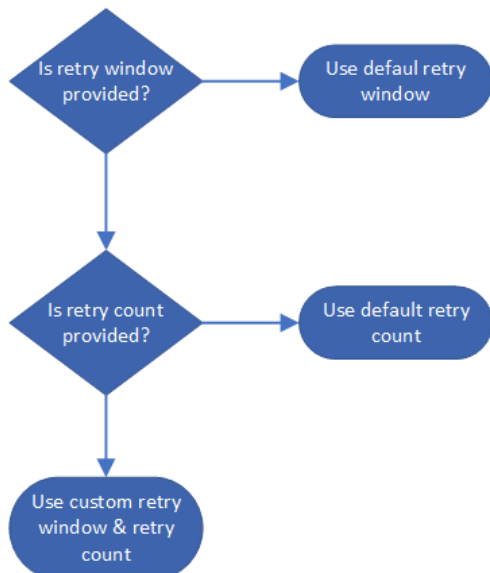 Is retry window
provided?
Use defaul retry
window
Is retry count
provided?
Use default retry
count
Use custom retry
window & retry
count